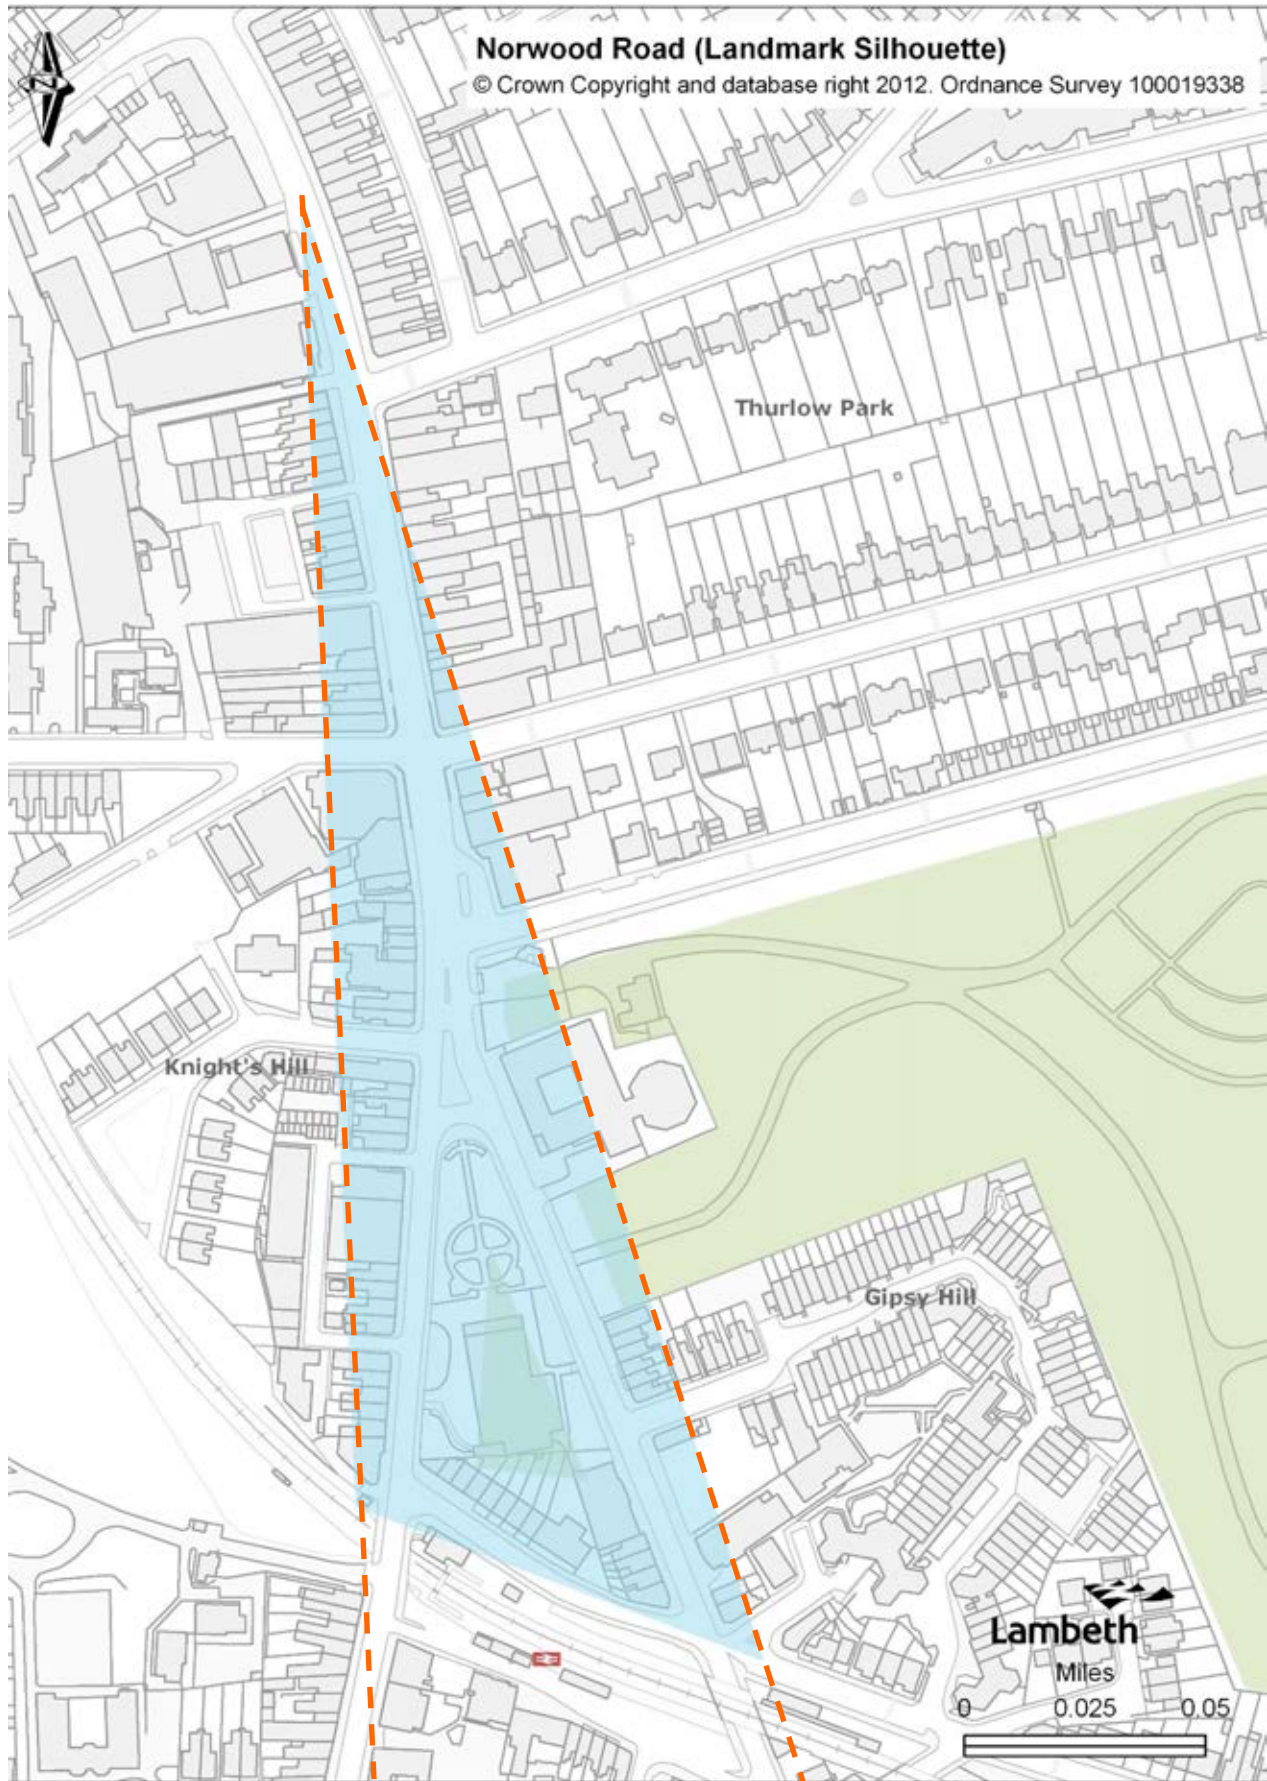 Norwood Road (Landmark Silhouette)
© Crown Copyright and database right 2012. Ordnance Survey 100019338
Thurlow Park
Knight's Hill
Gipsy Hill
Lambeth
Miles
0 0.025 0.05